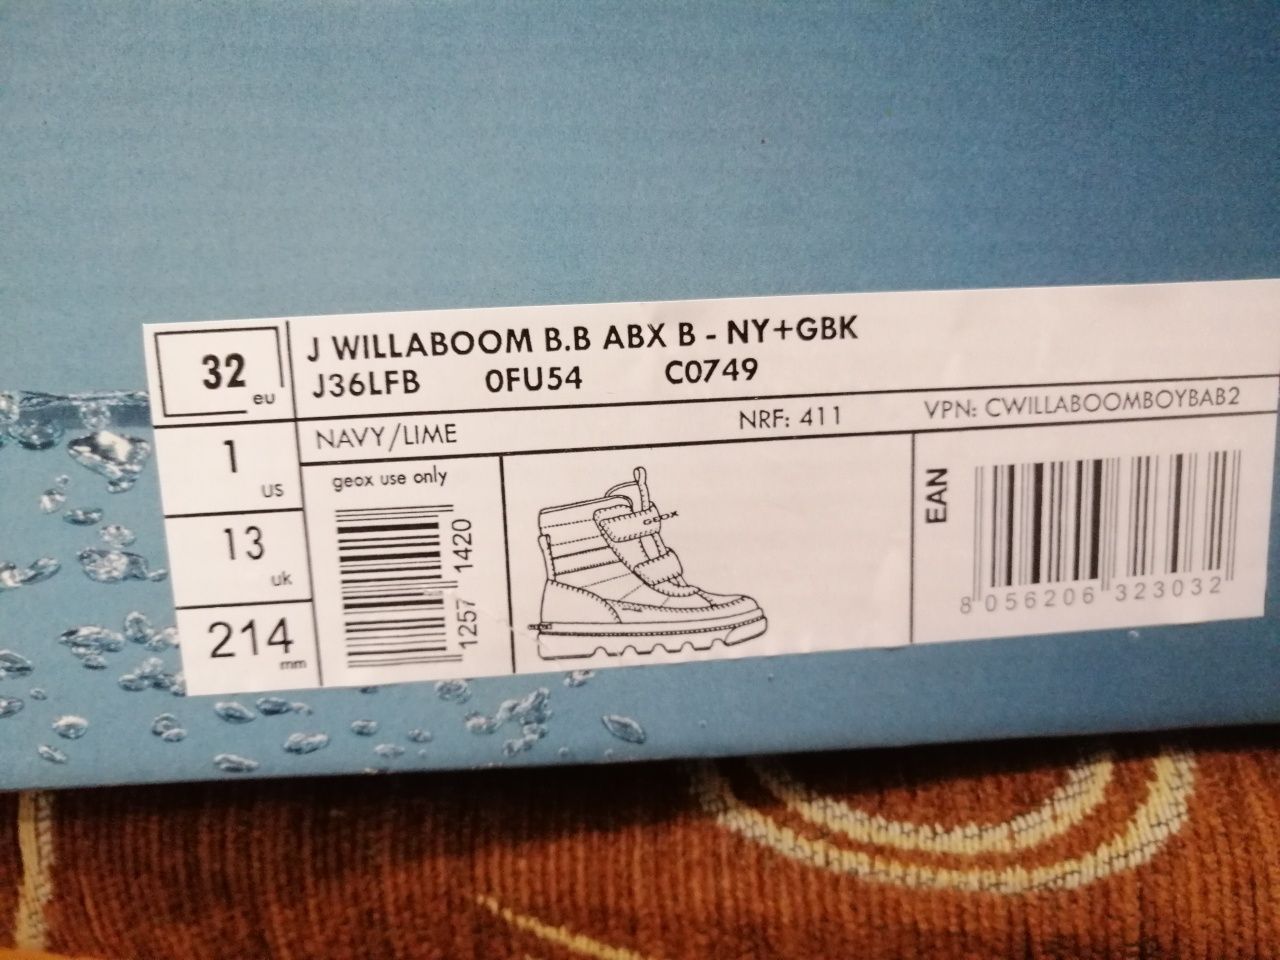 32 eu
J WILLABOOM B.B ABX B - NY+GBK
J36LFB 0FU54 C0749
1 US
NAVY/LIME NRF: 411 VPN: CWILLABOOMBOYBAB2
13 uk
geox use only
1257 1420
GEOX
EAN
8 056206 323032
214 mm